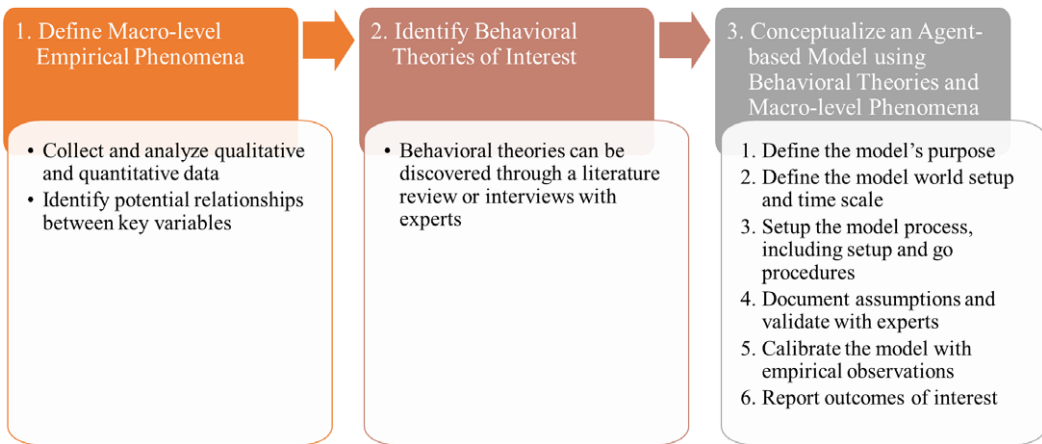 1. Define Macro-level
Empirical Phenomena
2. Identify Behavioral
Theories of Interest
3. Conceptualize an Agent-
based Model using
Behavioral Theories and
Macro-level Phenomena
• Collect and analyze qualitative
and quantitative data
• Identify potential relationships
between key variables
• Behavioral theories can be
discovered through a literature
review or interviews with
experts
1. Define the model’s purpose
2. Define the model world setup
and time scale
3. Setup the model process,
including setup and go
procedures
4. Document assumptions and
validate with experts
5. Calibrate the model with
empirical observations
6. Report outcomes of interest